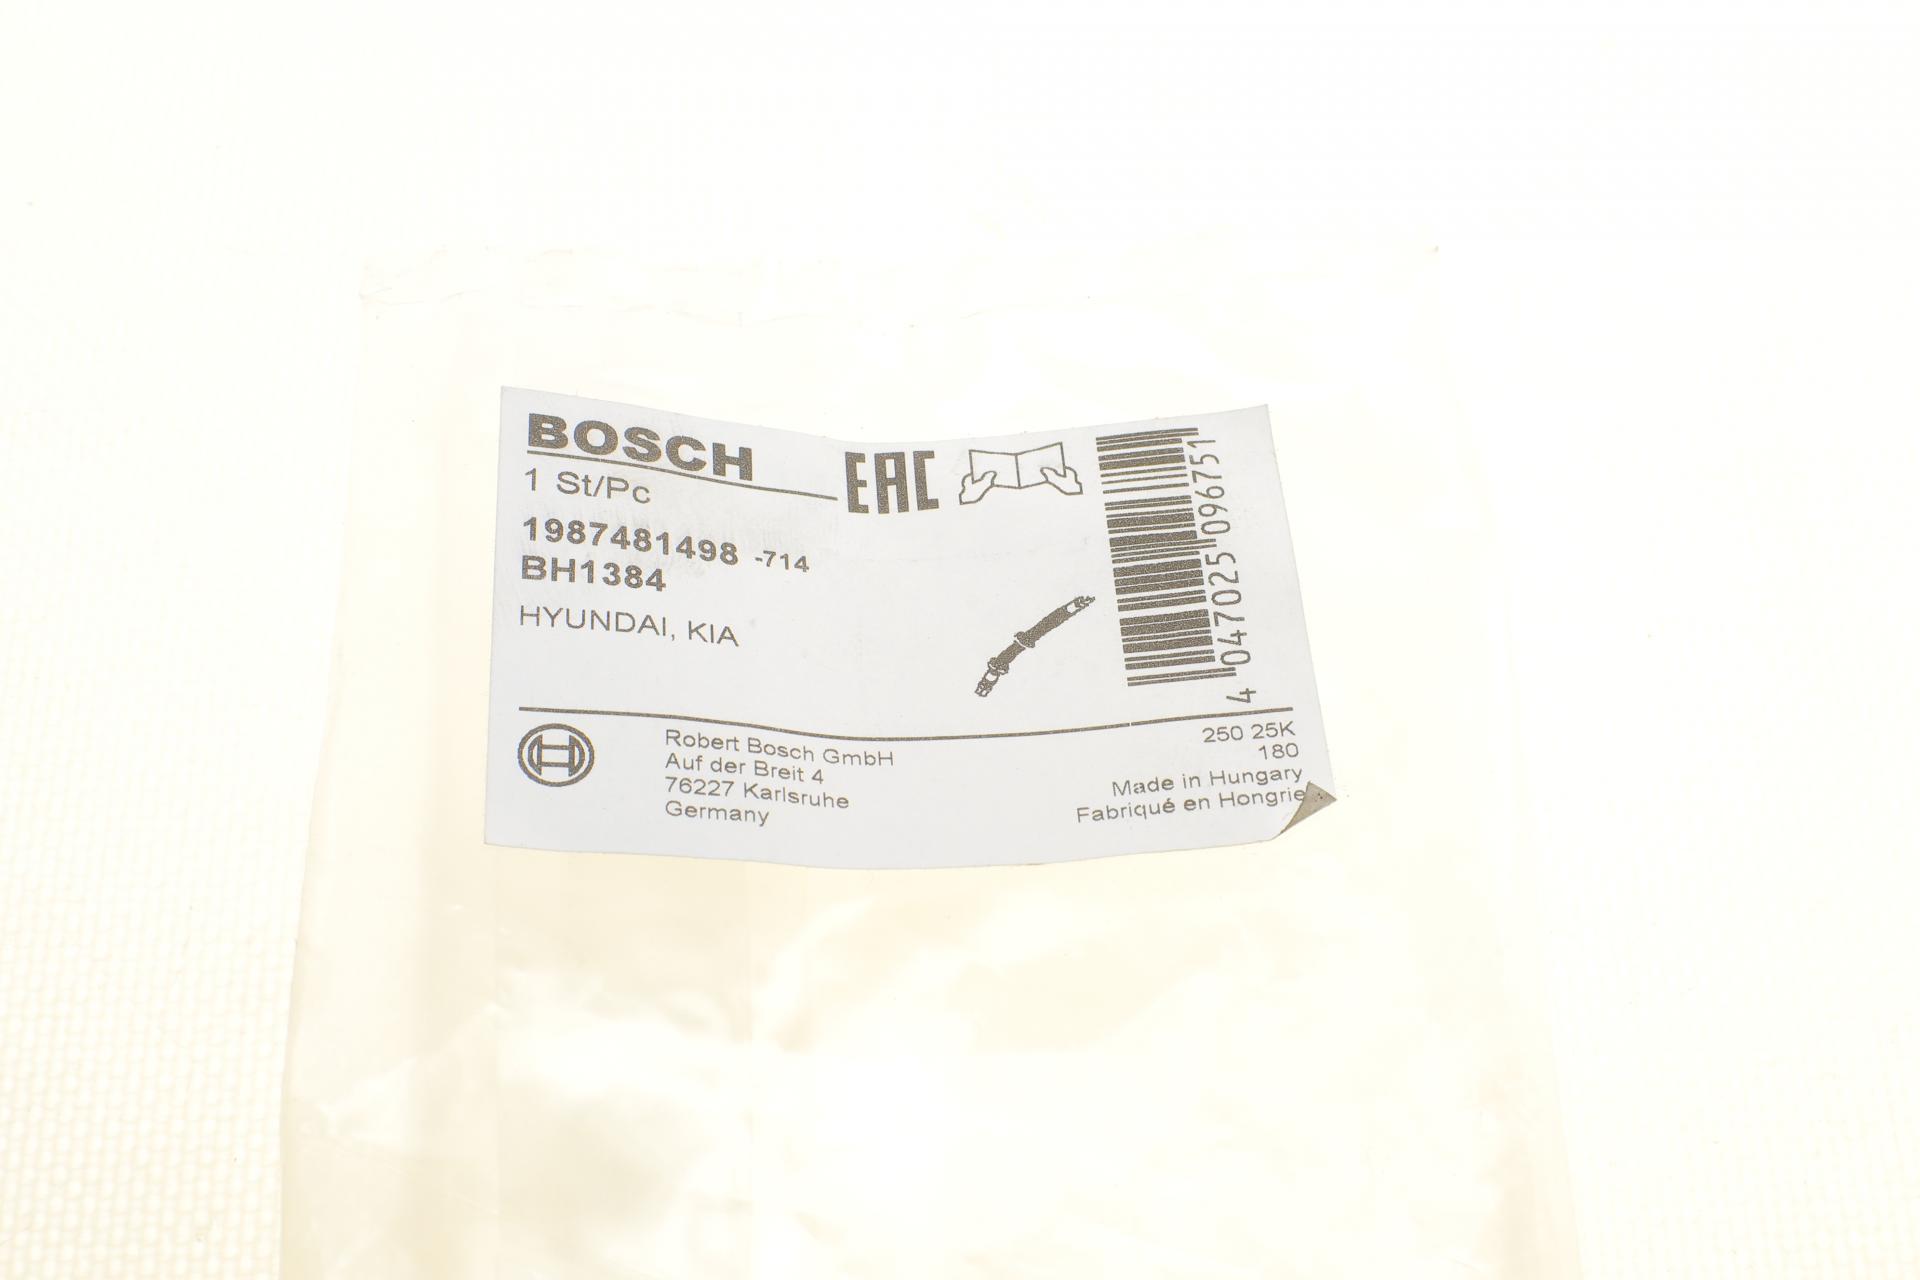 BOSCH
1 St/Pc
EAC
1987481498 -714
BH1384
HYUNDAI, KIA
4 047025 096751
Robert Bosch GmbH
Auf der Breit 4
76227 Karlsruhe
Germany
250 25K
180
Made in Hungary
Fabriqué en Hongrie